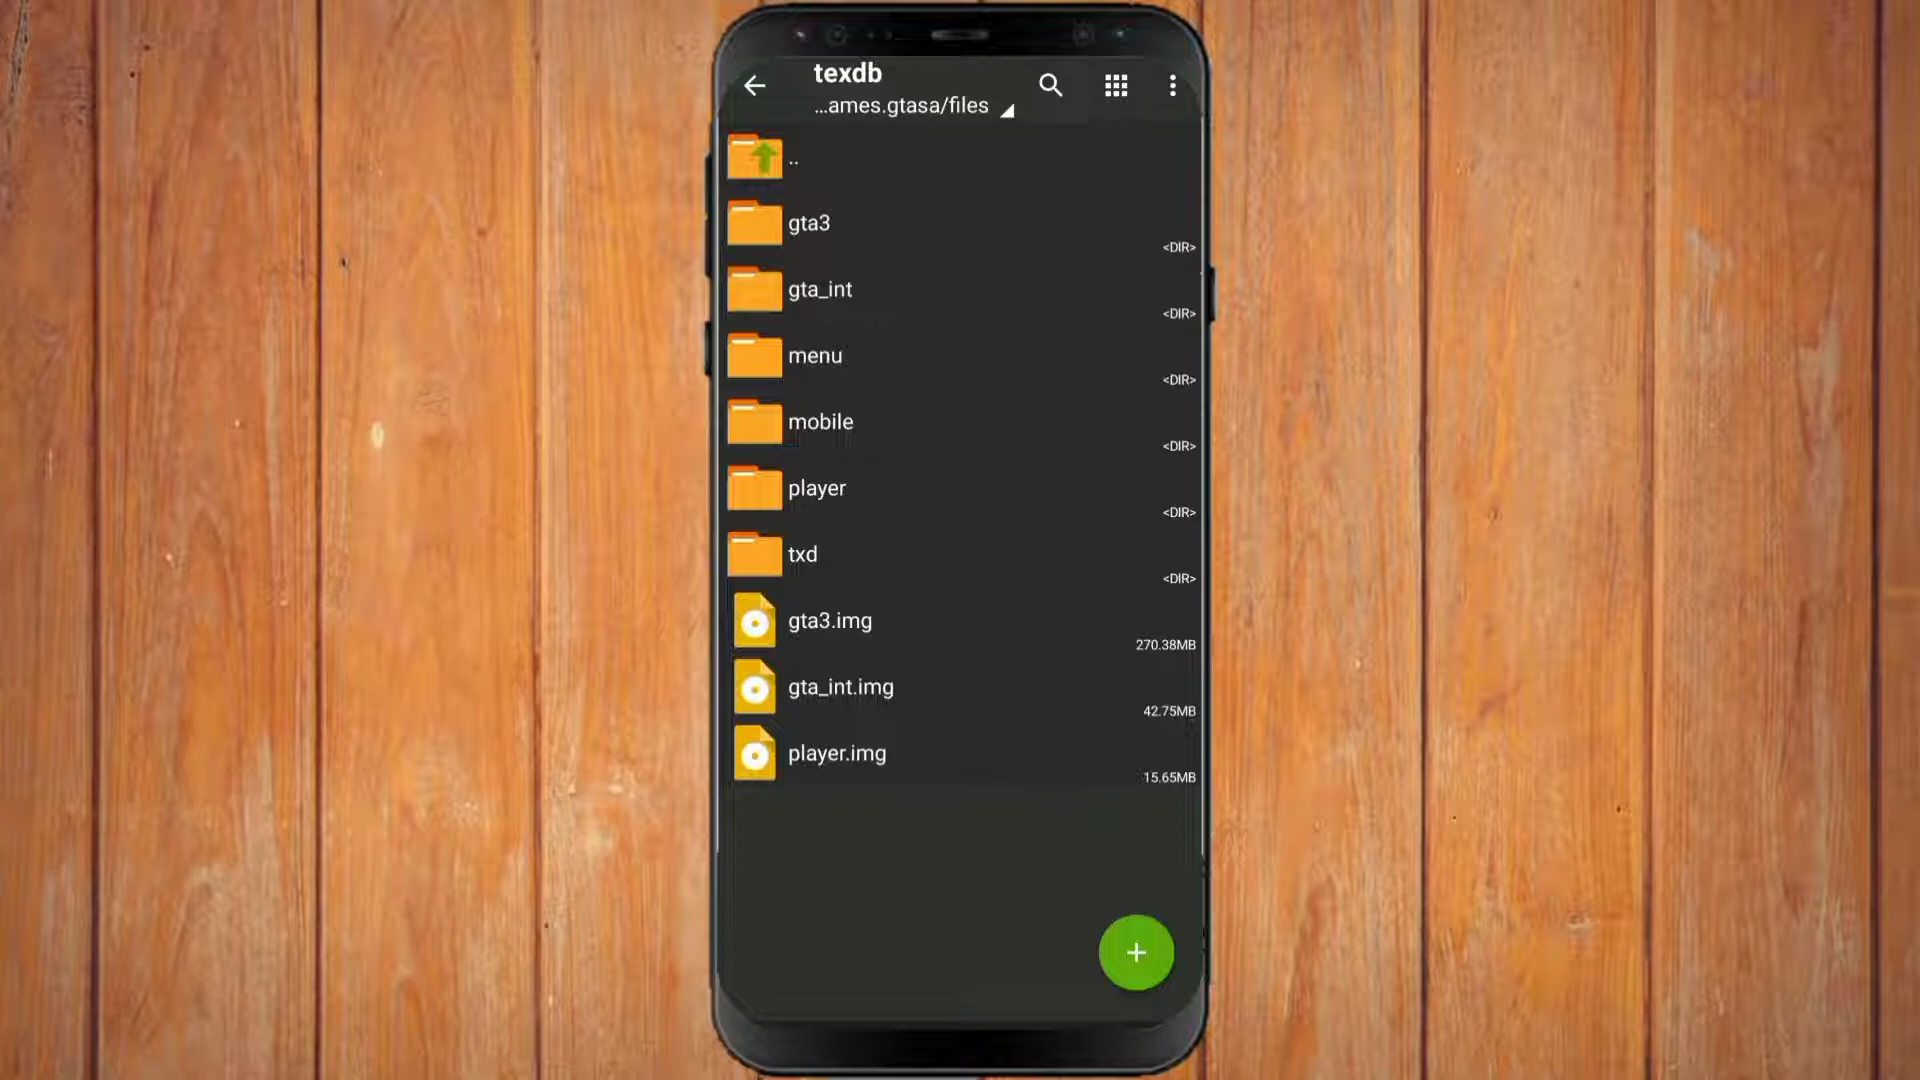 texdb
...ames.gtasa/files
..
gta3
<DIR>
gta_int
<DIR>
menu
<DIR>
mobile
<DIR>
player
<DIR>
txd
<DIR>
gta3.img
270.38MB
gta_int.img
42.75MB
player.img
15.65MB